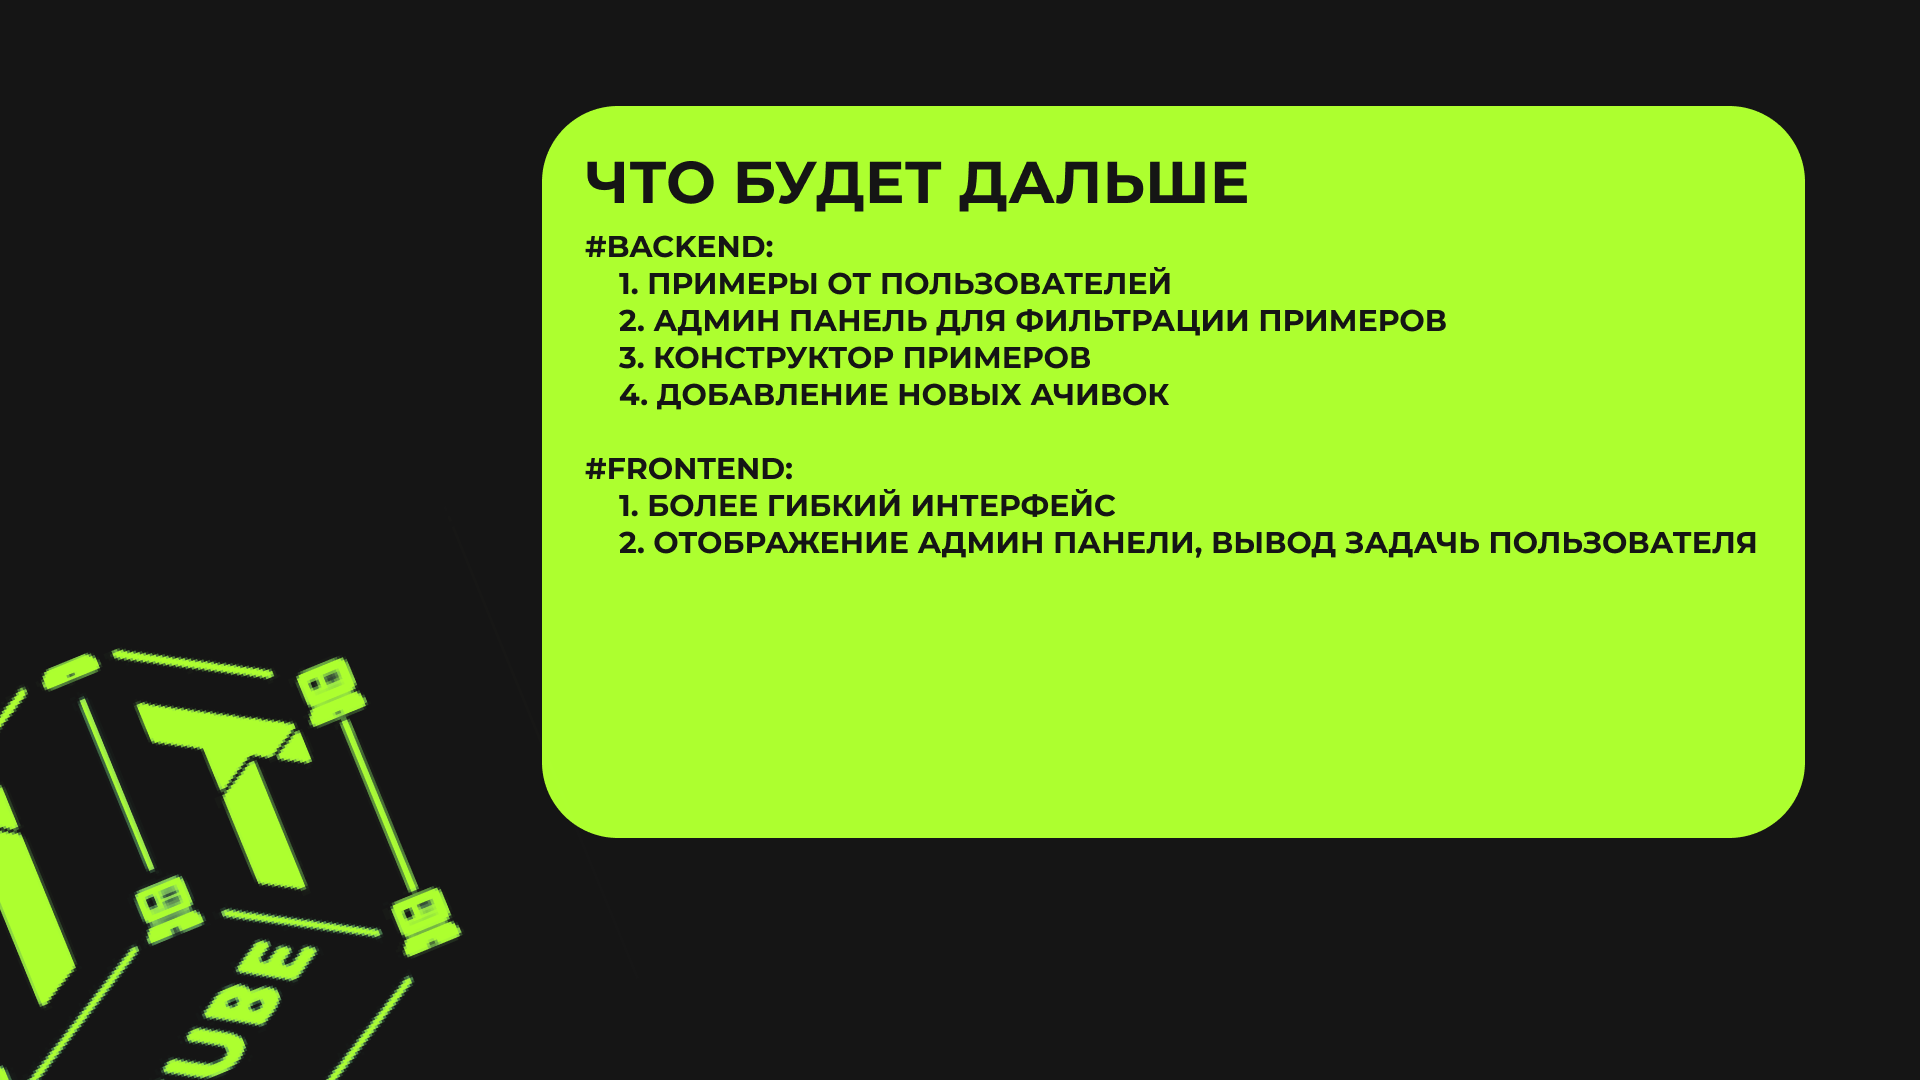 ЧТО БУДЕТ ДАЛЬШЕ
#BACKEND:
1. ПРИМЕРЫ ОТ ПОЛЬЗОВАТЕЛЕЙ
2. АДМИН ПАНЕЛЬ ДЛЯ ФИЛЬТРАЦИИ ПРИМЕРОВ
3. КОНСТРУКТОР ПРИМЕРОВ
4. ДОБАВЛЕНИЕ НОВЫХ АЧИВОК
#FRONTEND:
1. БОЛЕЕ ГИБКИЙ ИНТЕРФЕЙС
2. ОТОБРАЖЕНИЕ АДМИН ПАНЕЛИ, ВЫВОД ЗАДАЧЬ ПОЛЬЗОВАТЕЛЯ
T
UBE